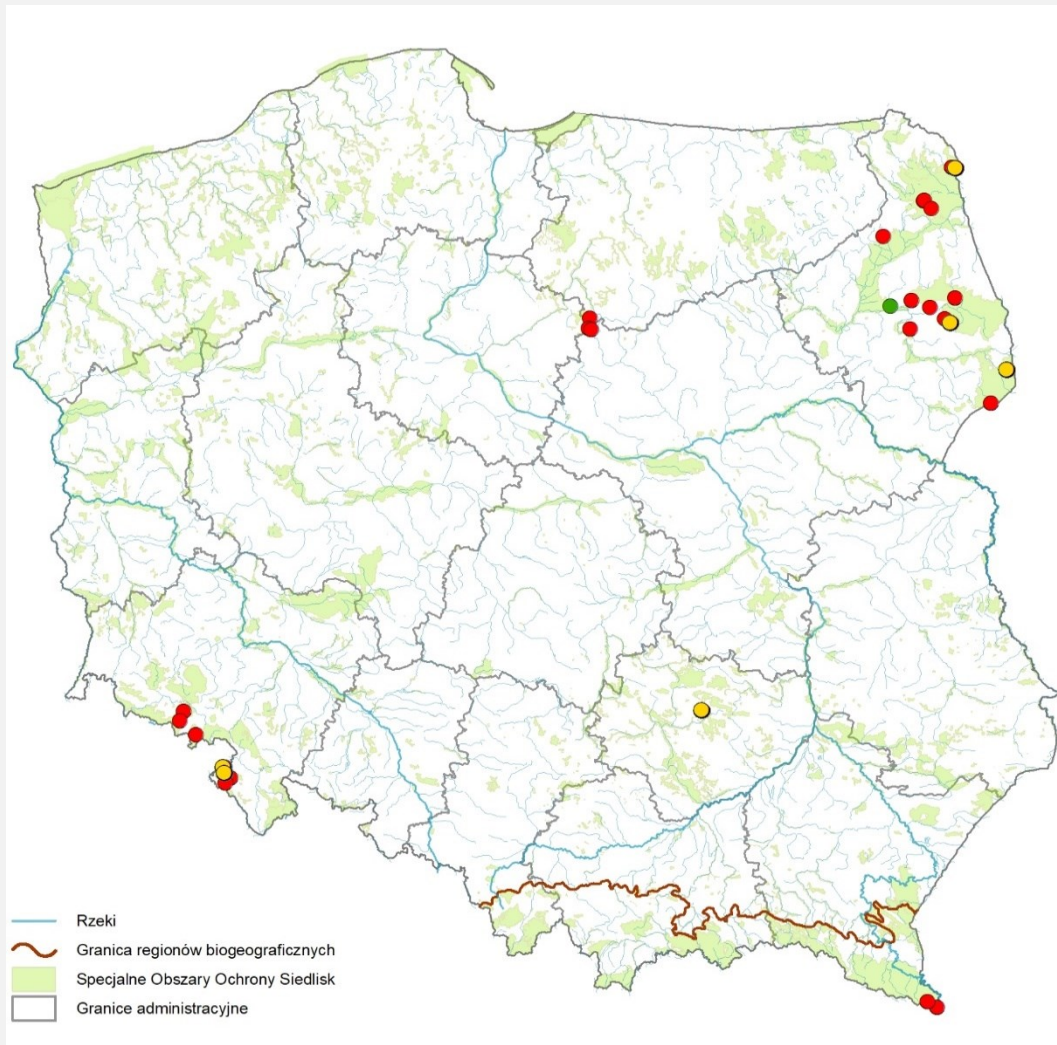 Rzeki
Granica regionów biogeograficznych
Specjalne Obszary Ochrony Siedlisk
Granice administracyjne